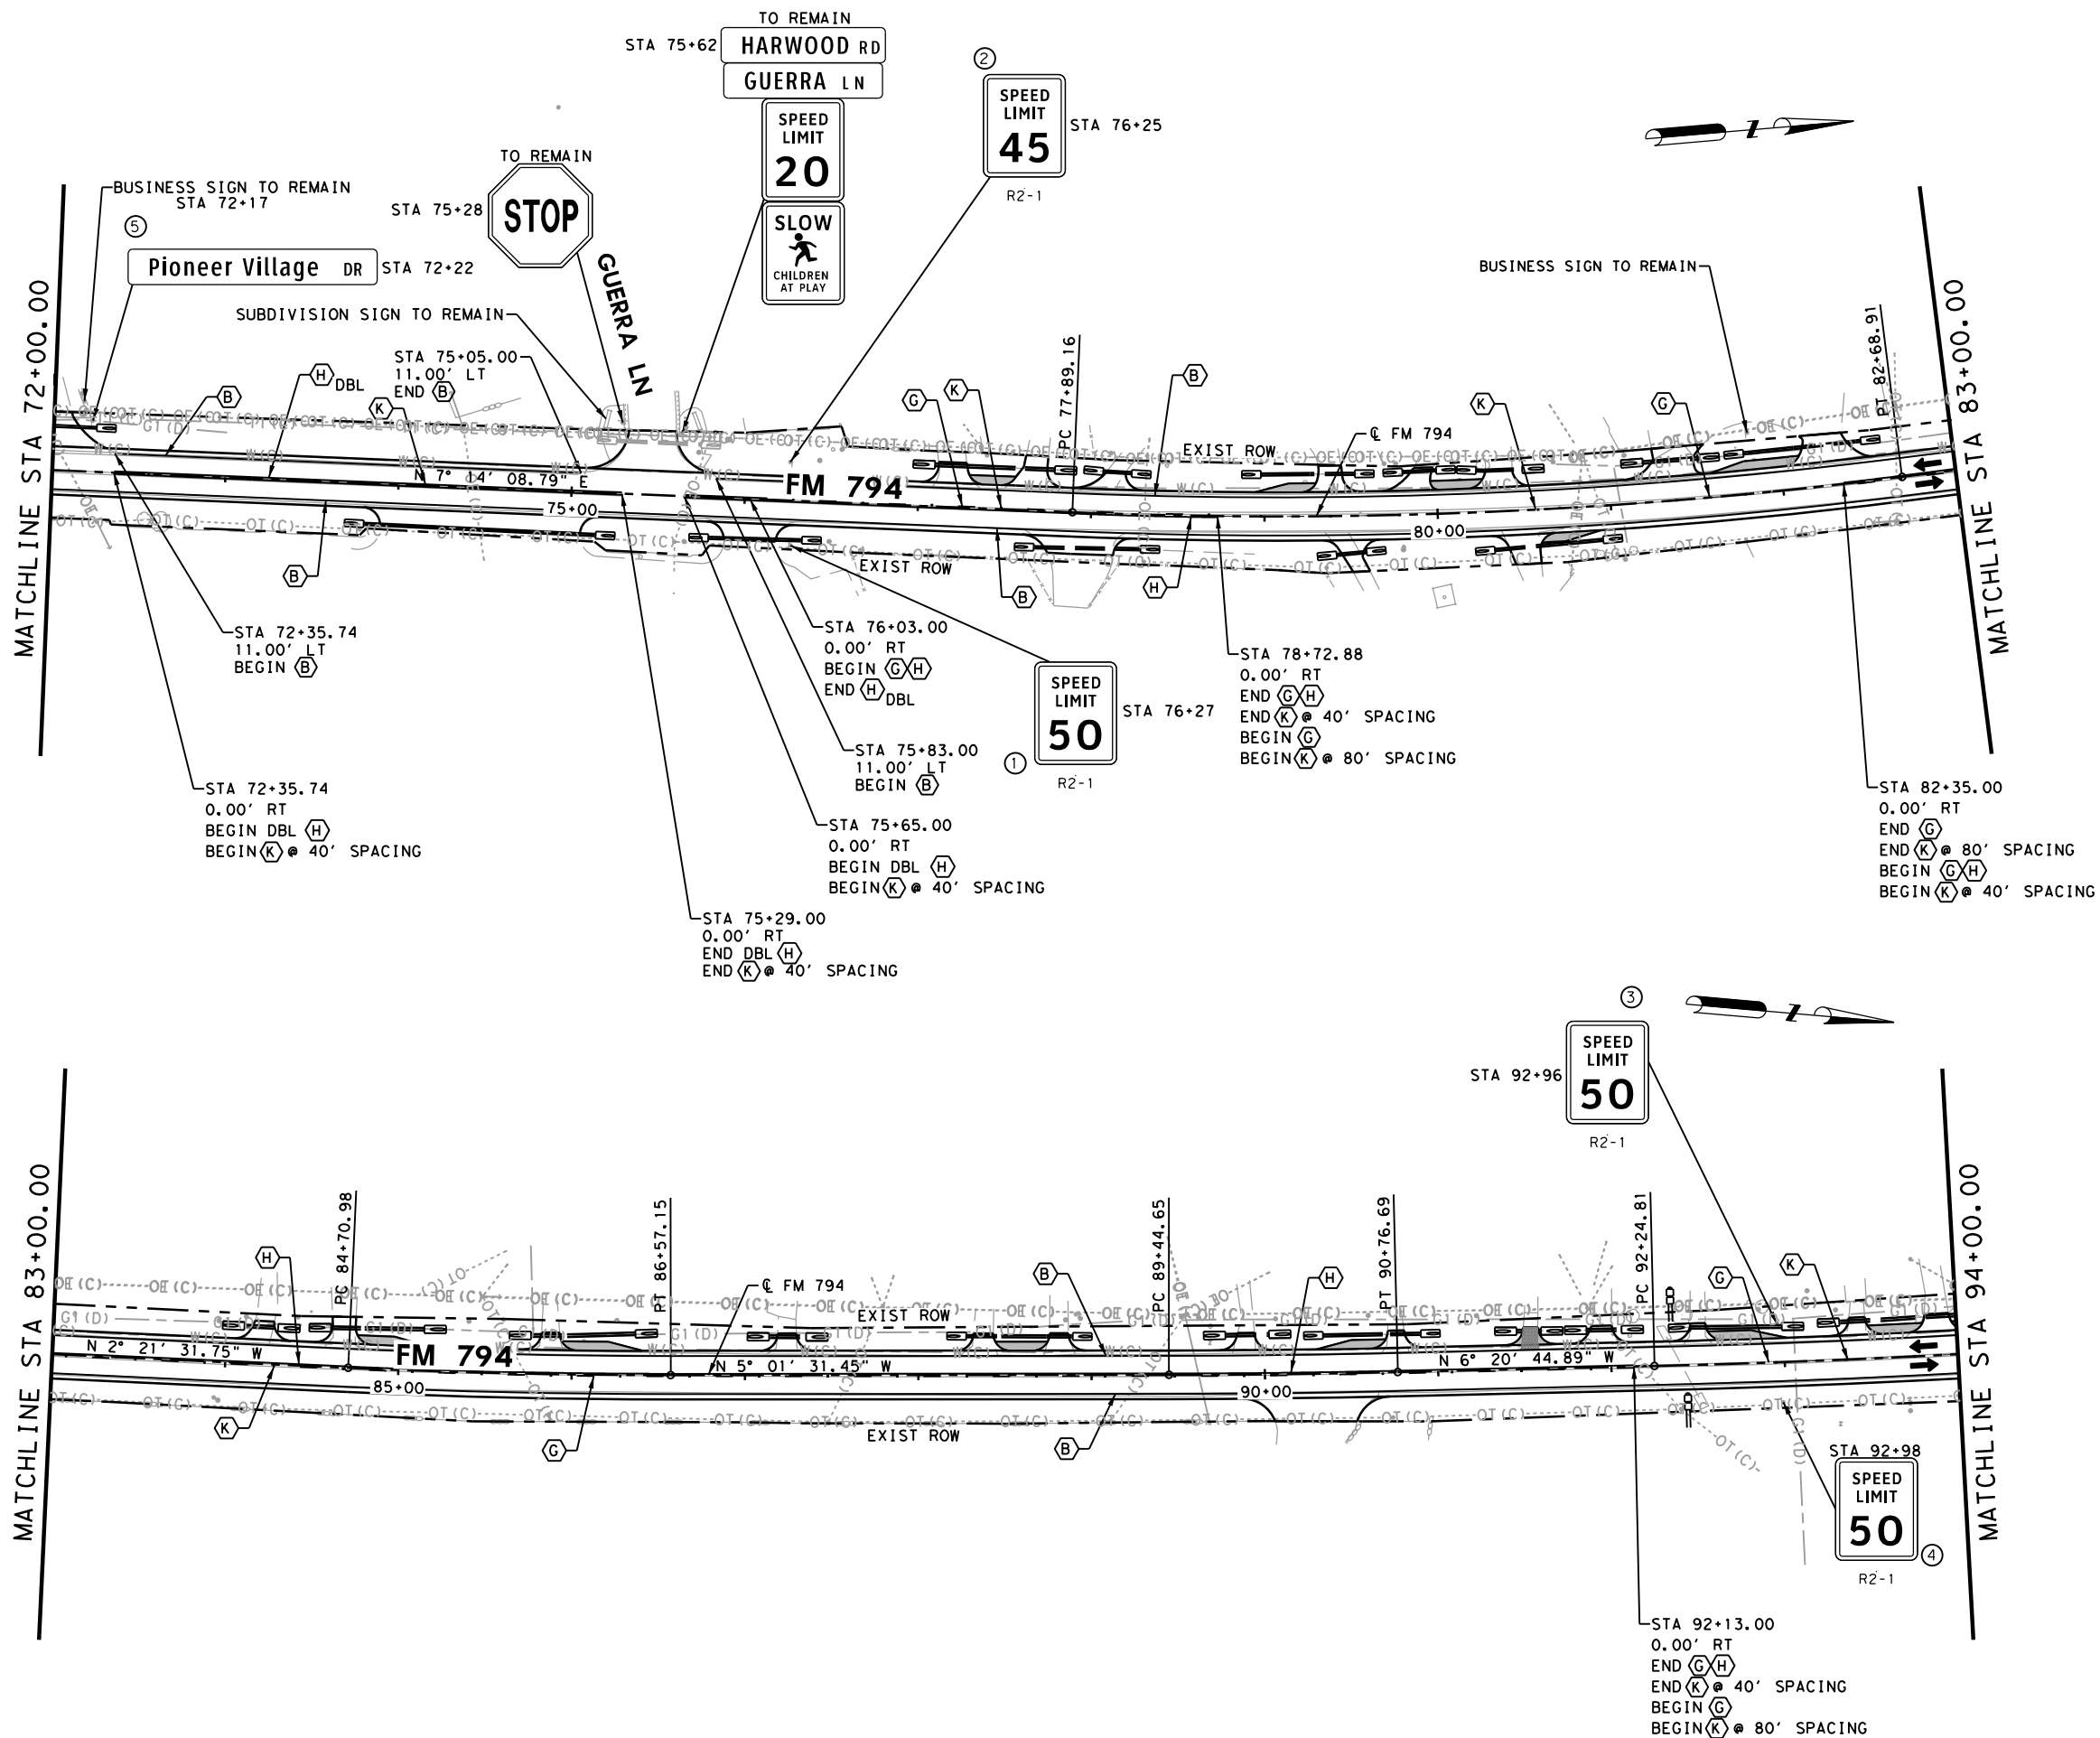 TO REMAIN
STA 75+62
HARWOOD RD
GUERRA LN
SPEED
LIMIT
20
SLOW
CHILDREN
AT PLAY
2
SPEED
LIMIT
45
STA 76+25
R2-1
Z
TO REMAIN
STA 75+28
STOP
BUSINESS SIGN TO REMAIN
STA 72+17
5
Pioneer Village DR
STA 72+22
SUBDIVISION SIGN TO REMAIN
GUERRA LN
BUSINESS SIGN TO REMAIN
MATCHLINE STA 72+00.00
MATCHLINE STA 83+00.00
STA 75+05.00
11.00' LT
END B
H DBL
B
K
G
K
PC 77+89.16
B
EXIST ROW
℄ FM 794
K
G
PT 82+68.91
N 7° 14' 08.79" E
FM 794
75+00
80+00
B
EXIST ROW
B
H
STA 72+35.74
11.00' LT
BEGIN B
STA 72+35.74
0.00' RT
BEGIN DBL H
BEGIN K @ 40' SPACING
STA 76+03.00
0.00' RT
BEGIN G H
END H DBL
SPEED
LIMIT
50
STA 76+27
1
R2-1
STA 75+83.00
11.00' LT
BEGIN B
STA 75+65.00
0.00' RT
BEGIN DBL H
BEGIN K @ 40' SPACING
STA 75+29.00
0.00' RT
END DBL H
END K @ 40' SPACING
STA 78+72.88
0.00' RT
END G H
END K @ 40' SPACING
BEGIN G
BEGIN K @ 80' SPACING
STA 82+35.00
0.00' RT
END G
END K @ 80' SPACING
BEGIN G H
BEGIN K @ 40' SPACING
3
SPEED
LIMIT
50
STA 92+96
R2-1
Z
MATCHLINE STA 83+00.00
MATCHLINE STA 94+00.00
H
PC 84+70.98
PT 86+57.15
℄ FM 794
EXIST ROW
B
PC 89+44.65
H
PT 90+76.69
PC 92+24.81
G
K
N 2° 21' 31.75" W
FM 794
N 5° 01' 31.45" W
N 6° 20' 44.89" W
85+00
90+00
K
G
EXIST ROW
B
STA 92+98
SPEED
LIMIT
50
4
R2-1
STA 92+13.00
0.00' RT
END G H
END K @ 40' SPACING
BEGIN G
BEGIN K @ 80' SPACING